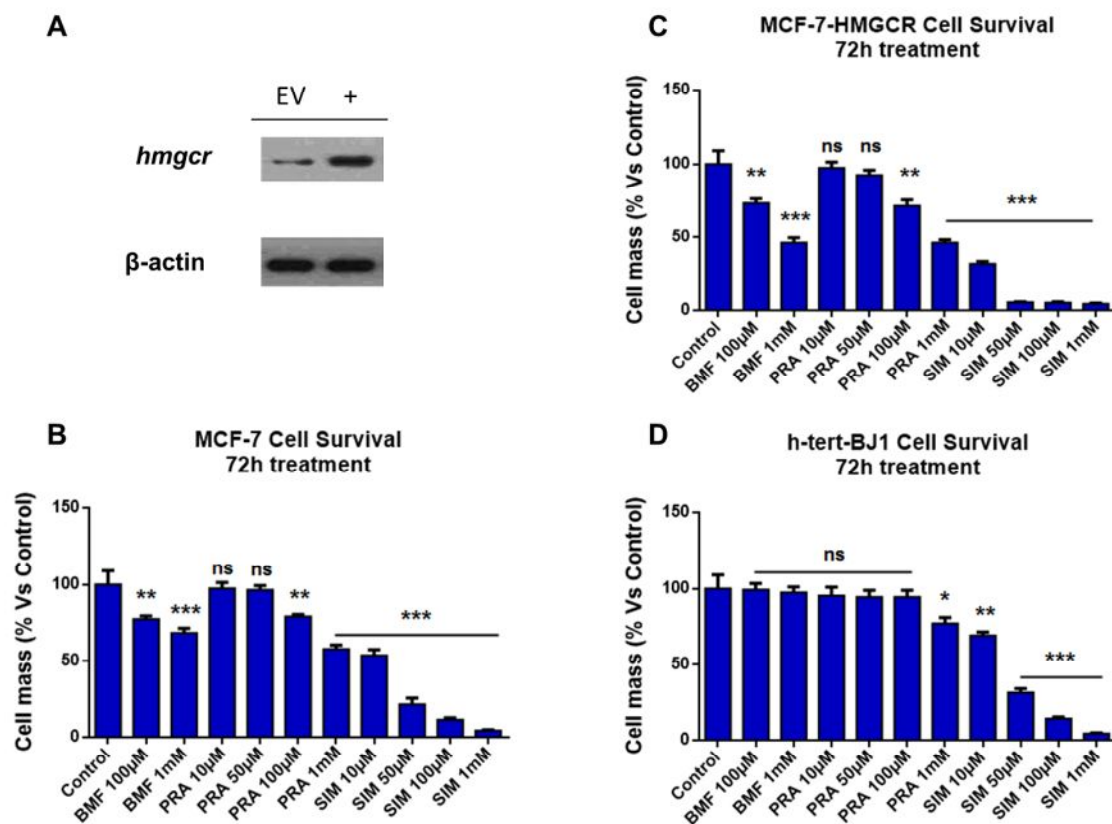 A
EV +
hmgcr
β-actin
B
MCF-7 Cell Survival
72h treatment
Cell mass (% Vs Control)
150
100
50
0
** *** ns ns ** ***
Control
BMF 100µM
BMF 1mM
PRA 10µM
PRA 50µM
PRA 100µM
PRA 1mM
SIM 10µM
SIM 50µM
SIM 100µM
SIM 1mM
C
MCF-7-HMGCR Cell Survival
72h treatment
Cell mass (% Vs Control)
150
100
50
0
** *** ns ns ** ***
Control
BMF 100µM
BMF 1mM
PRA 10µM
PRA 50µM
PRA 100µM
PRA 1mM
SIM 10µM
SIM 50µM
SIM 100µM
SIM 1mM
D
h-tert-BJ1 Cell Survival
72h treatment
Cell mass (% Vs Control)
150
100
50
0
ns * ** ***
Control
BMF 100µM
BMF 1mM
PRA 10µM
PRA 50µM
PRA 100µM
PRA 1mM
SIM 10µM
SIM 50µM
SIM 100µM
SIM 1mM